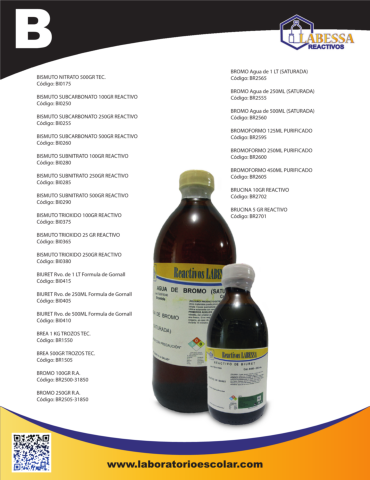 B
LABESSA
REACTIVOS
BISMUTO NITRATO 500GR TEC.
Código: BI0175
BISMUTO SUBCARBONATO 100GR REACTIVO
Código: BI0250
BISMUTO SUBCARBONATO 250GR REACTIVO
Código: BI0255
BISMUTO SUBCARBONATO 500GR REACTIVO
Código: BI0260
BISMUTO SUBNITRATO 100GR REACTIVO
Código: BI0280
BISMUTO SUBNITRATO 250GR REACTIVO
Código: BI0285
BISMUTO SUBNITRATO 500GR REACTIVO
Código: BI0290
BISMUTO TRIOXIDO 100GR REACTIVO
Código: BI0375
BISMUTO TRIOXIDO 25 GR REACTIVO
Código: BI0365
BISMUTO TRIOXIDO 250GR REACTIVO
Código: BI0380
BIURET Rvo. de 1 LT Formula de Gornall
Código: BI0415
BIURET Rvo. de 250ML Formula de Gornall
Código: BI0405
BIURET Rvo. de 500ML Formula de Gornall
Código: BI0410
BREA 1 KG TROZOS TEC.
Código: BR1550
BREA 500GR TROZOS TEC.
Código: BR1505
BROMO 100GR R.A.
Código: BR2500-31850
BROMO 250GR R.A.
Código: BR2505-31850
BROMO Agua de 1 LT (SATURADA)
Código: BR2565
BROMO Agua de 250ML (SATURADA)
Código: BR2555
BROMO Agua de 500ML (SATURADA)
Código: BR2560
BROMOFORMO 125ML PURIFICADO
Código: BR2595
BROMOFORMO 250ML PURIFICADO
Código: BR2600
BROMOFORMO 450ML PURIFICADO
Código: BR2605
BRUCINA 10GR REACTIVO
Código: BR2702
BRUCINA 5 GR REACTIVO
Código: BR2701
Reactivos LABE
AGUA DE BROMO (SATU
DE BROMO
Reactivos LABESSA
www.laboratorioescolar.com